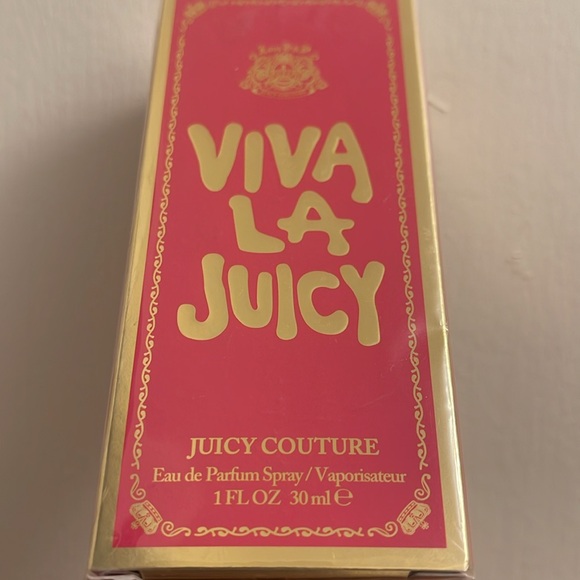 VIVA
LA
JUICY
JUICY COUTURE
Eau de Parfum Spray/Vaporisateur
1 FL OZ 30 ml ℮